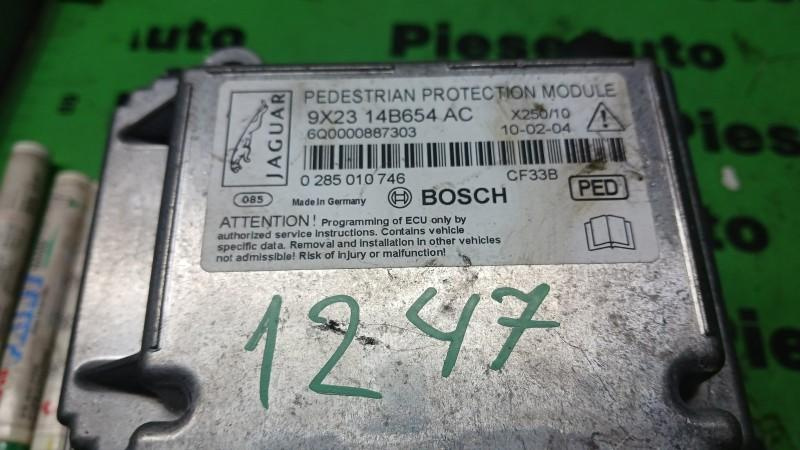 PieseAuto
JAGUAR
PEDESTRIAN PROTECTION MODULE
9X23 14B654 AC X250/10
6Q0000887303 10-02-04
0 285 010 746 CF33B
085 Made in Germany BOSCH PED
ATTENTION! Programming of ECU only by
authorized service instructions. Contains vehicle
specific data. Removal and installation in other vehicles
not admissible! Risk of injury or malfunction!
1247